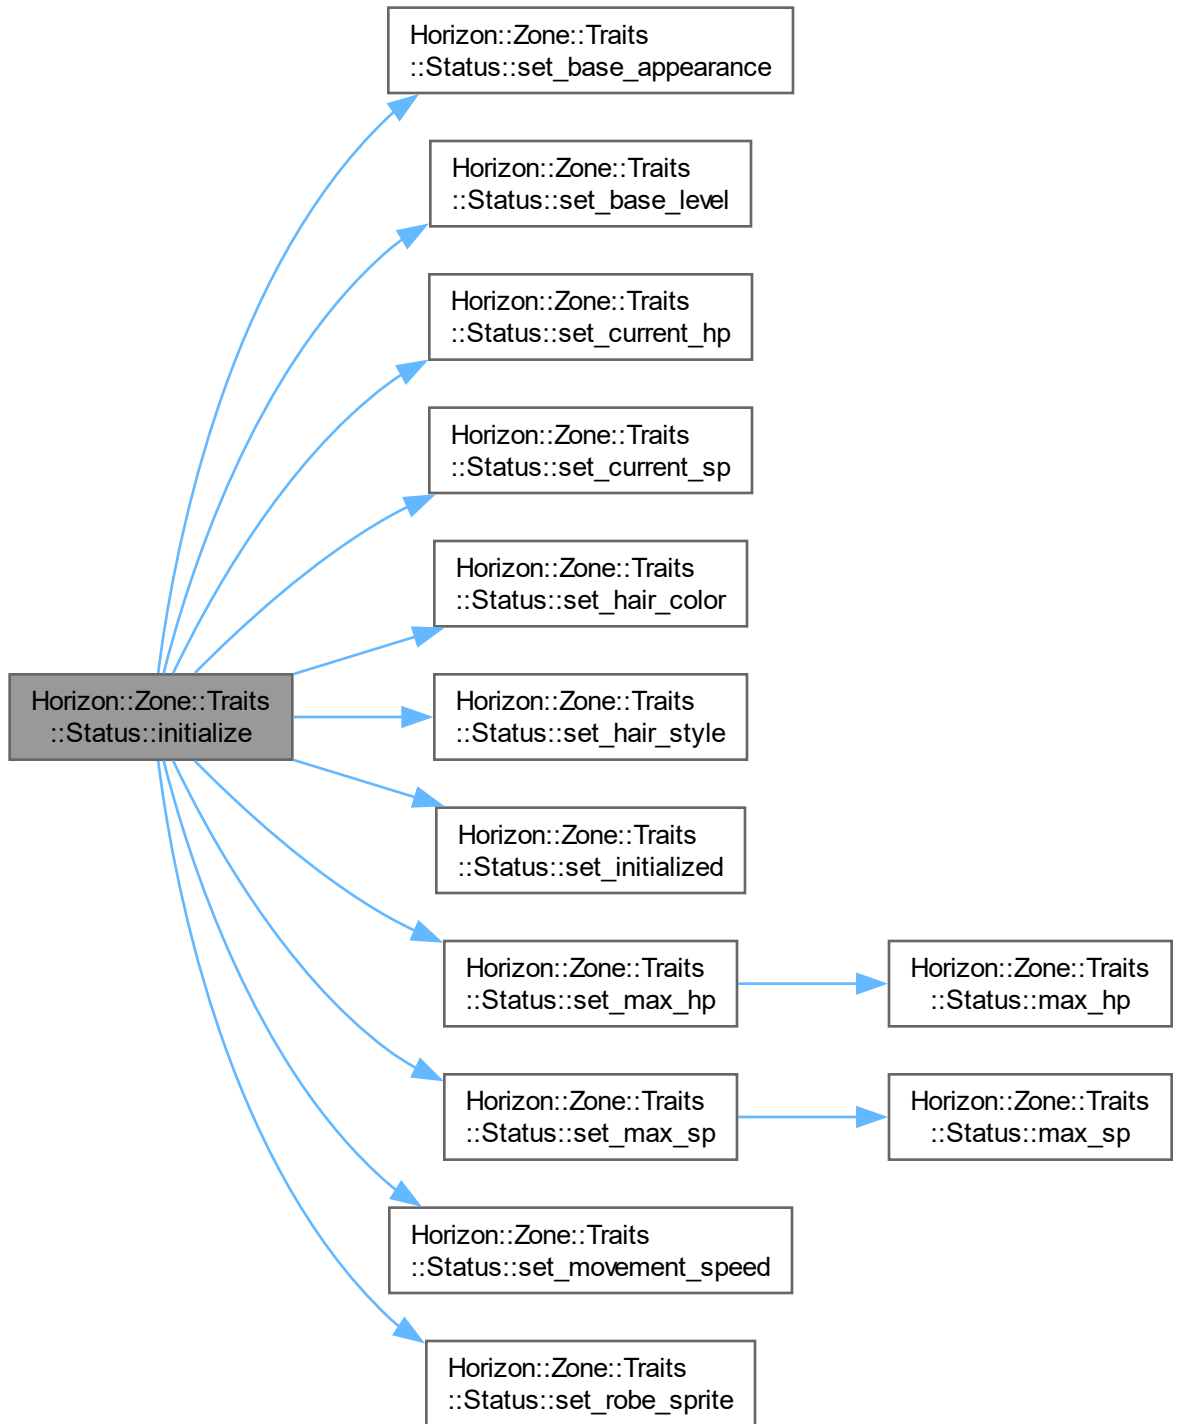 Horizon::Zone::Traits
::Status::set_base_appearance
Horizon::Zone::Traits
::Status::set_base_level
Horizon::Zone::Traits
::Status::set_current_hp
Horizon::Zone::Traits
::Status::set_current_sp
Horizon::Zone::Traits
::Status::set_hair_color
Horizon::Zone::Traits
::Status::initialize
Horizon::Zone::Traits
::Status::set_hair_style
Horizon::Zone::Traits
::Status::set_initialized
Horizon::Zone::Traits
::Status::set_max_hp
Horizon::Zone::Traits
::Status::max_hp
Horizon::Zone::Traits
::Status::set_max_sp
Horizon::Zone::Traits
::Status::max_sp
Horizon::Zone::Traits
::Status::set_movement_speed
Horizon::Zone::Traits
::Status::set_robe_sprite